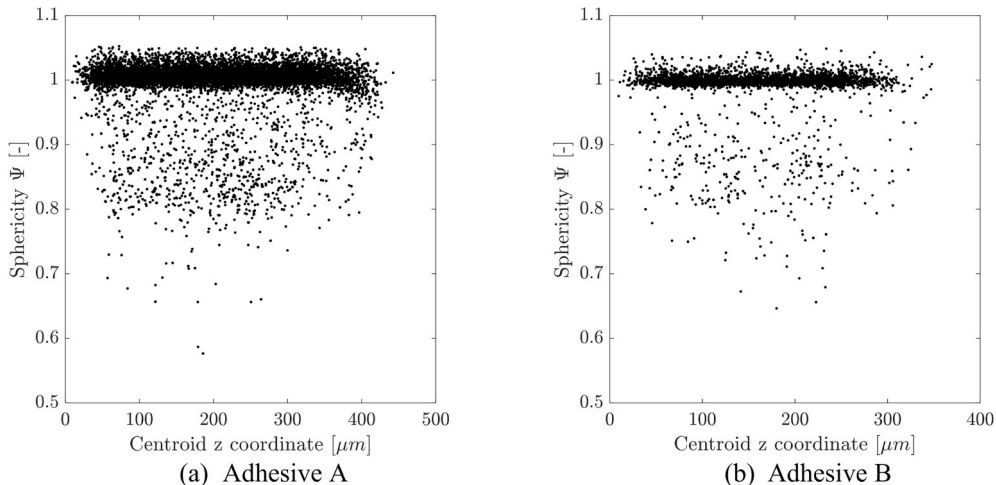 1.1
1
0.9
0.8
0.7
0.6
0.5
Sphericity Ψ [-]
0 100 200 300 400 500
Centroid z coordinate [μm]
(a) Adhesive A
1.1
1
0.9
0.8
0.7
0.6
0.5
Sphericity Ψ [-]
0 100 200 300 400
Centroid z coordinate [μm]
(b) Adhesive B